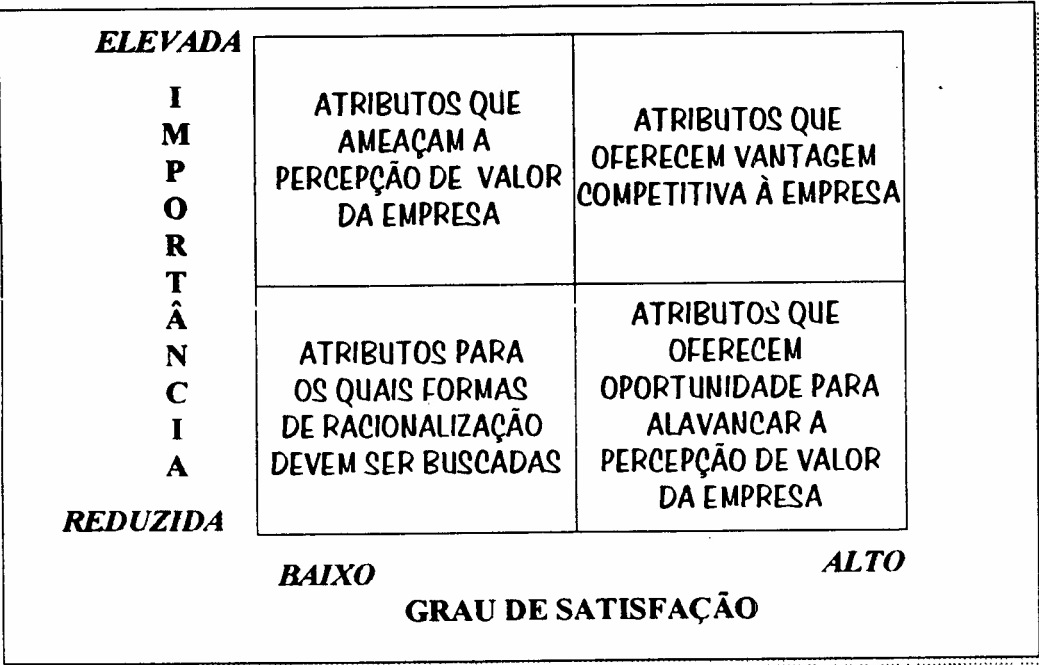 ELEVADA
IMPORTÂNCIA
ATRIBUTOS QUE
AMEAÇAM A
PERCEPÇÃO DE VALOR
DA EMPRESA
ATRIBUTOS QUE
OFERECEM VANTAGEM
COMPETITIVA À EMPRESA
ATRIBUTOS PARA
OS QUAIS FORMAS
DE RACIONALIZAÇÃO
DEVEM SER BUSCADAS
ATRIBUTOS QUE
OFERECEM
OPORTUNIDADE PARA
ALAVANCAR A
PERCEPÇÃO DE VALOR
DA EMPRESA
REDUZIDA
BAIXO
ALTO
GRAU DE SATISFAÇÃO